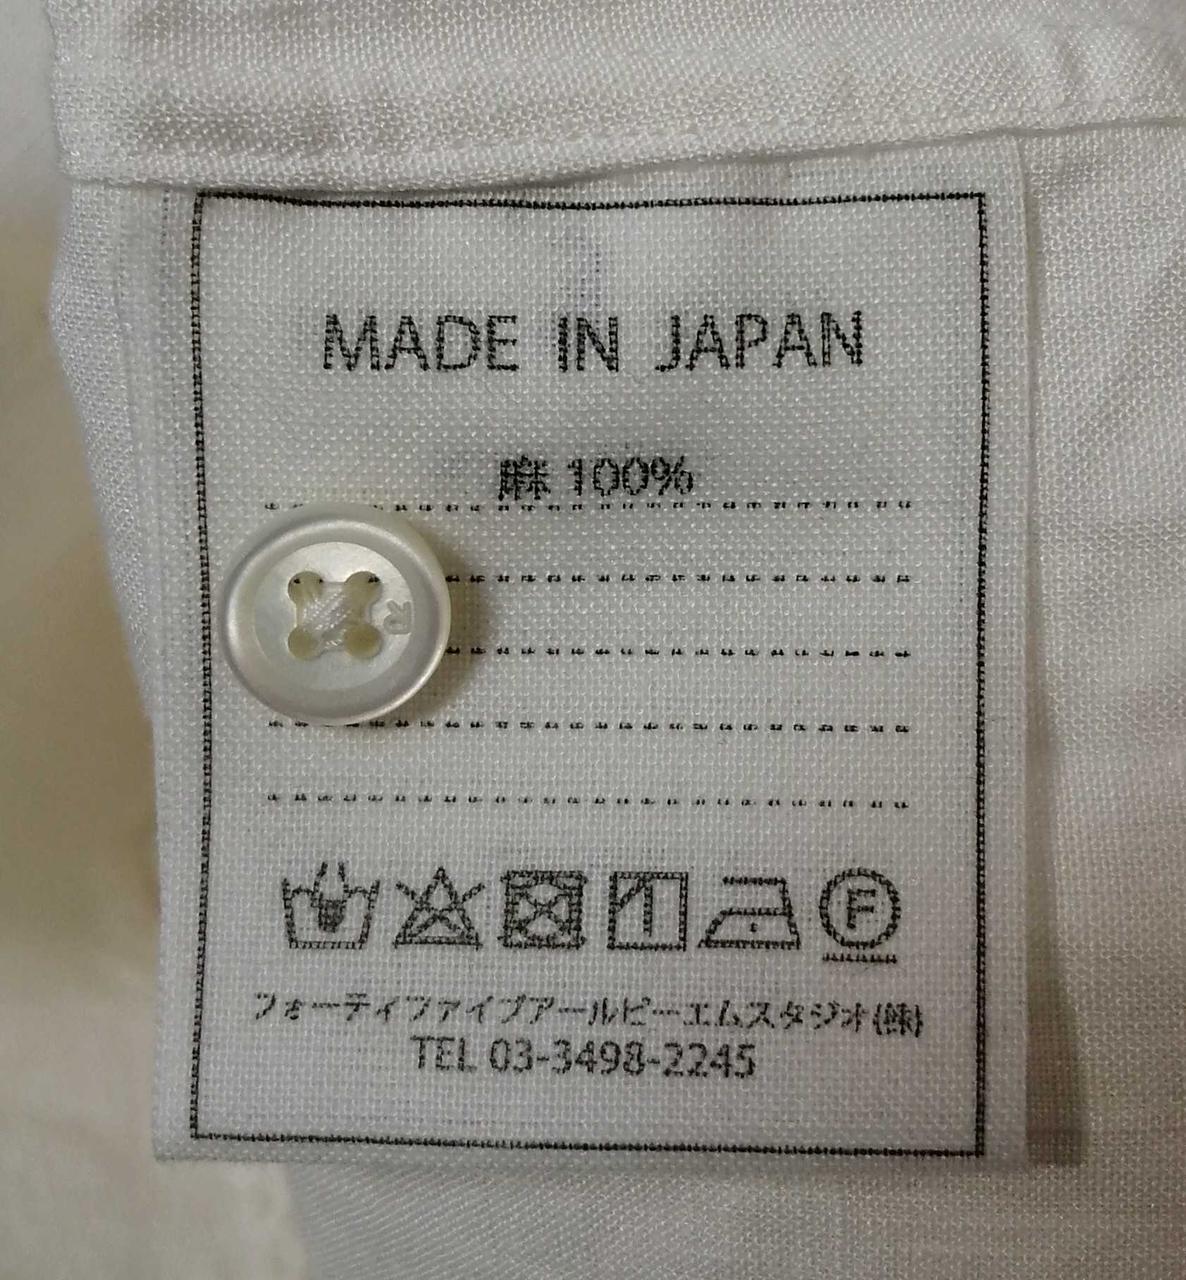 MADE IN JAPAN
麻 100%
R
F
フォーティファイブアールピーエムスタジオ(株)
TEL 03-3498-2245